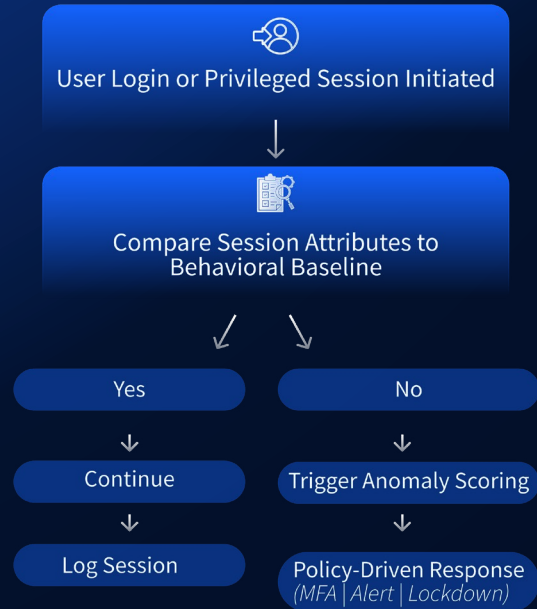 User Login or Privileged Session Initiated
Compare Session Attributes to
Behavioral Baseline
Yes
No
Continue
Trigger Anomaly Scoring
Log Session
Policy-Driven Response
(MFA | Alert | Lockdown)